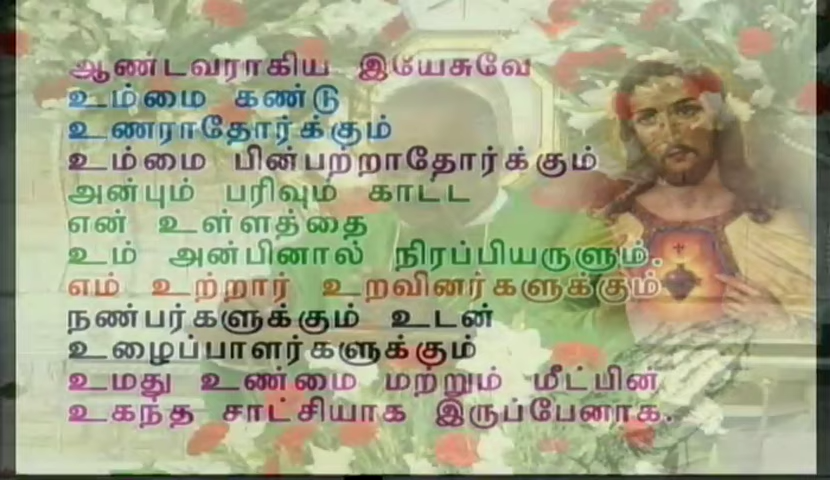 ஆண்டவராகிய இயேசுவே
உம்மை கண்டு
உணராதோர்க்கும்
உம்மை பின்பற்றாதோர்க்கும்
அன்பும் பரிவும் காட்ட
என் உள்ளத்தை
உம் அன்பினால் நிரப்பியருளும்.
எம் உற்றார் உறவினர்களுக்கும்
நண்பர்களுக்கும் உடன்
உழைப்பாளர்களுக்கும்
உமது உண்மை மற்றும் மீட்பின்
உகந்த சாட்சியாக இருப்பேனாக.